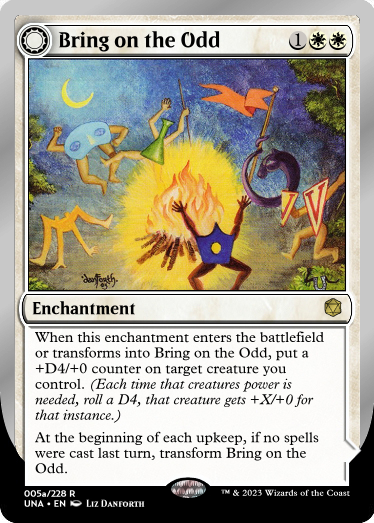 Bring on the Odd
1
danforth
Enchantment
When this enchantment enters the battlefield
or transforms into Bring on the Odd, put a
+D4/+0 counter on target creature you
control. (Each time that creatures power is
needed, roll a D4, that creature gets +X/+0 for
that instance.)
At the beginning of each upkeep, if no spells
were cast last turn, transform Bring on the
Odd.
005a/228 R
UNA • EN Liz Danforth
™ & 2023 Wizards of the Coast